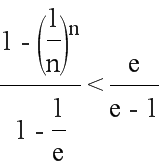 1 - (1/n)^n / (1 - 1/e) < e / (e - 1)